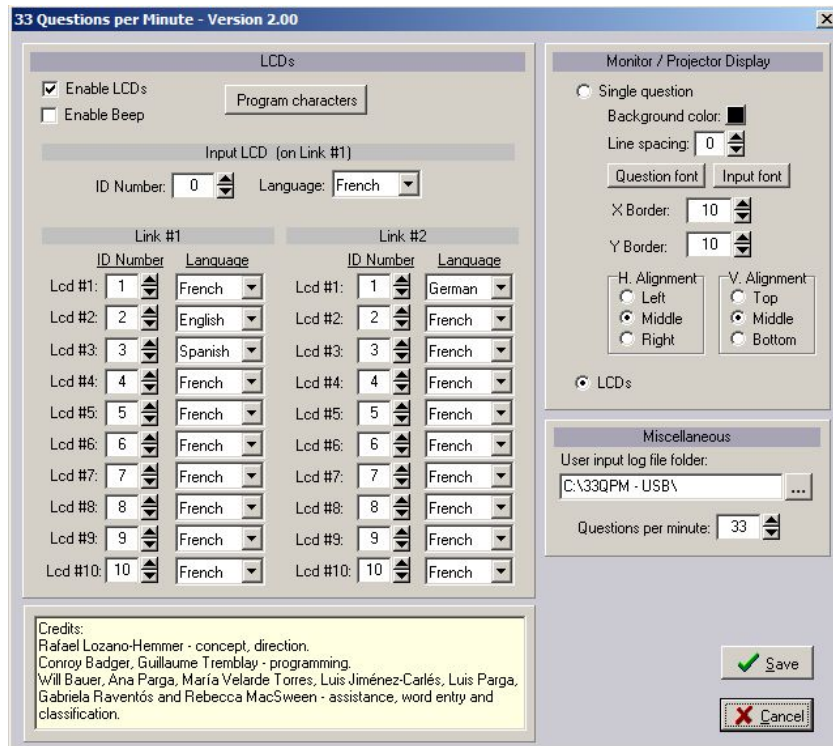 33 Questions per Minute - Version 2.00
LCDs
Enable LCDs
Enable Beep
Program characters
Input LCD (on Link #1)
ID Number: 0 Language: French
Link #1
ID Number Language
Lcd #1: 1 French
Lcd #2: 2 English
Lcd #3: 3 Spanish
Lcd #4: 4 French
Lcd #5: 5 French
Lcd #6: 6 French
Lcd #7: 7 French
Lcd #8: 8 French
Lcd #9: 9 French
Lcd #10: 10 French
Link #2
ID Number Language
Lcd #1: 1 German
Lcd #2: 2 French
Lcd #3: 3 French
Lcd #4: 4 French
Lcd #5: 5 French
Lcd #6: 6 French
Lcd #7: 7 French
Lcd #8: 8 French
Lcd #9: 9 French
Lcd #10: 10 French
Monitor / Projector Display
Single question
Background color:
Line spacing: 0
Question font Input font
X Border: 10
Y Border: 10
H. Alignment
Left
Middle
Right
V. Alignment
Top
Middle
Bottom
LCDs
Miscellaneous
User input log file folder:
C:\33QPM - USB\ ...
Questions per minute: 33
Credits:
Rafael Lozano-Hemmer - concept, direction.
Conroy Badger, Guillaume Tremblay - programming.
Will Bauer, Ana Parga, María Velarde Torres, Luis Jiménez-Carlés, Luis Parga,
Gabriela Raventós and Rebecca MacSween - assistance, word entry and
classification.
Save
Cancel